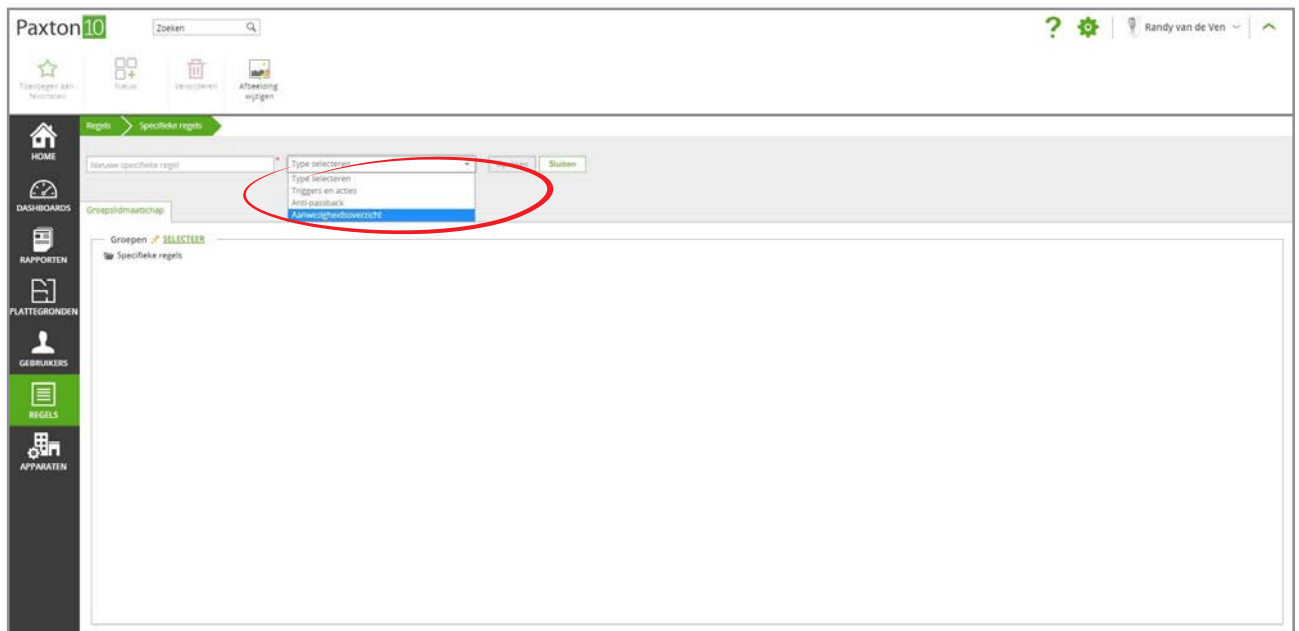 Paxton10
Zoeken
Randy van de Ven
Toevoegen aan
favorieten
Nieuw
Verwijderen
Afbeelding
wijzigen
Regels
Specifieke regels
HOME
Nieuwe specifieke regel
*
Type selecteren
Sluiten
Type selecteren
Triggers en acties
Anti-passback
Aanwezigheidsoverzicht
DASHBOARDS
Groepslidmaatschap
Groepen SELECTEER
Specifieke regels
RAPPORTEN
PLATTEGRONDEN
GEBRUIKERS
REGELS
APPARATEN